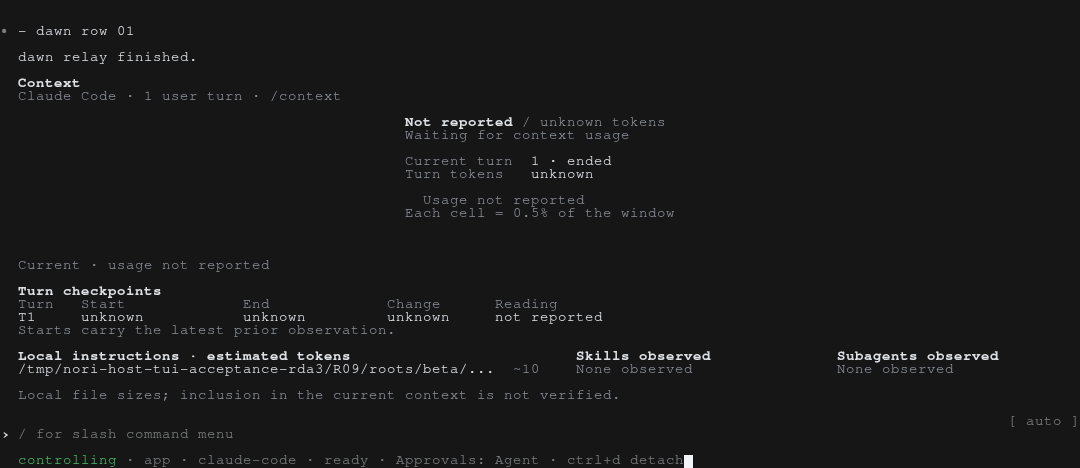 • – dawn row 01
dawn relay finished.
Context
Claude Code · 1 user turn · /context
Not reported / unknown tokens
Waiting for context usage
Current turn 1 · ended
Turn tokens unknown
Usage not reported
Each cell = 0.5% of the window
Current · usage not reported
Turn checkpoints
Turn Start End Change Reading
T1 unknown unknown unknown not reported
Starts carry the latest prior observation.
Local instructions · estimated tokens Skills observed Subagents observed
/tmp/nori-host-tui-acceptance-rda3/R09/roots/beta/... ~10 None observed None observed
Local file sizes; inclusion in the current context is not verified.
[ auto ]
› / for slash command menu
controlling · app · claude-code · ready · Approvals: Agent · ctrl+d detach